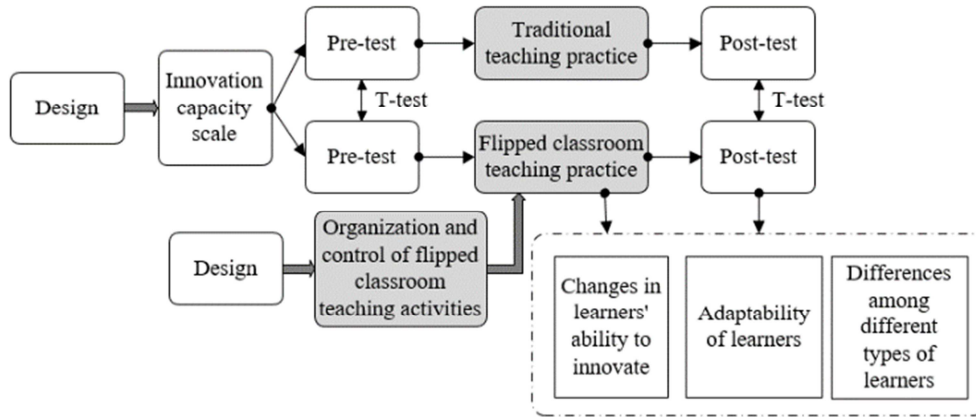 Pre-test
Traditional
teaching practice
Post-test
Design
Innovation
capacity
scale
T-test
T-test
Pre-test
Flipped classroom
teaching practice
Post-test
Design
Organization and
control of flipped
classroom
teaching activities
Changes in
learners'
ability to
innovate
Adaptability
of learners
Differences
among
different
types of
learners